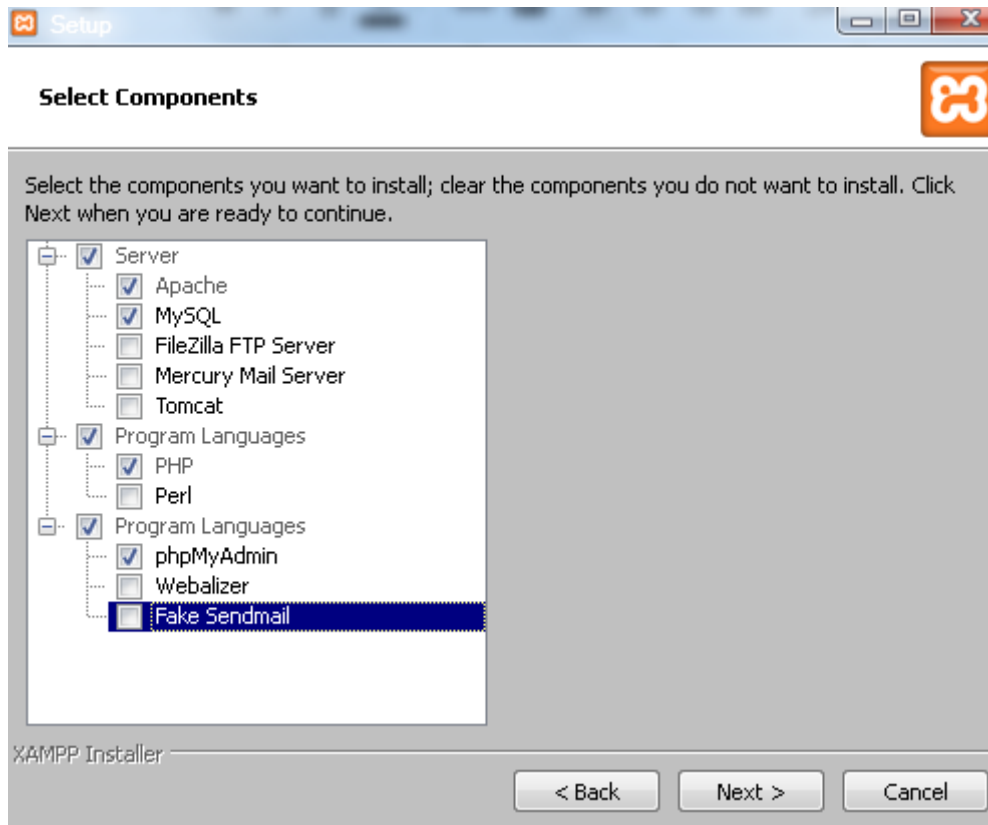 Setup
Select Components
Select the components you want to install; clear the components you do not want to install. Click
Next when you are ready to continue.
Server
Apache
MySQL
FileZilla FTP Server
Mercury Mail Server
Tomcat
Program Languages
PHP
Perl
Program Languages
phpMyAdmin
Webalizer
Fake Sendmail
XAMPP Installer
< Back Next > Cancel